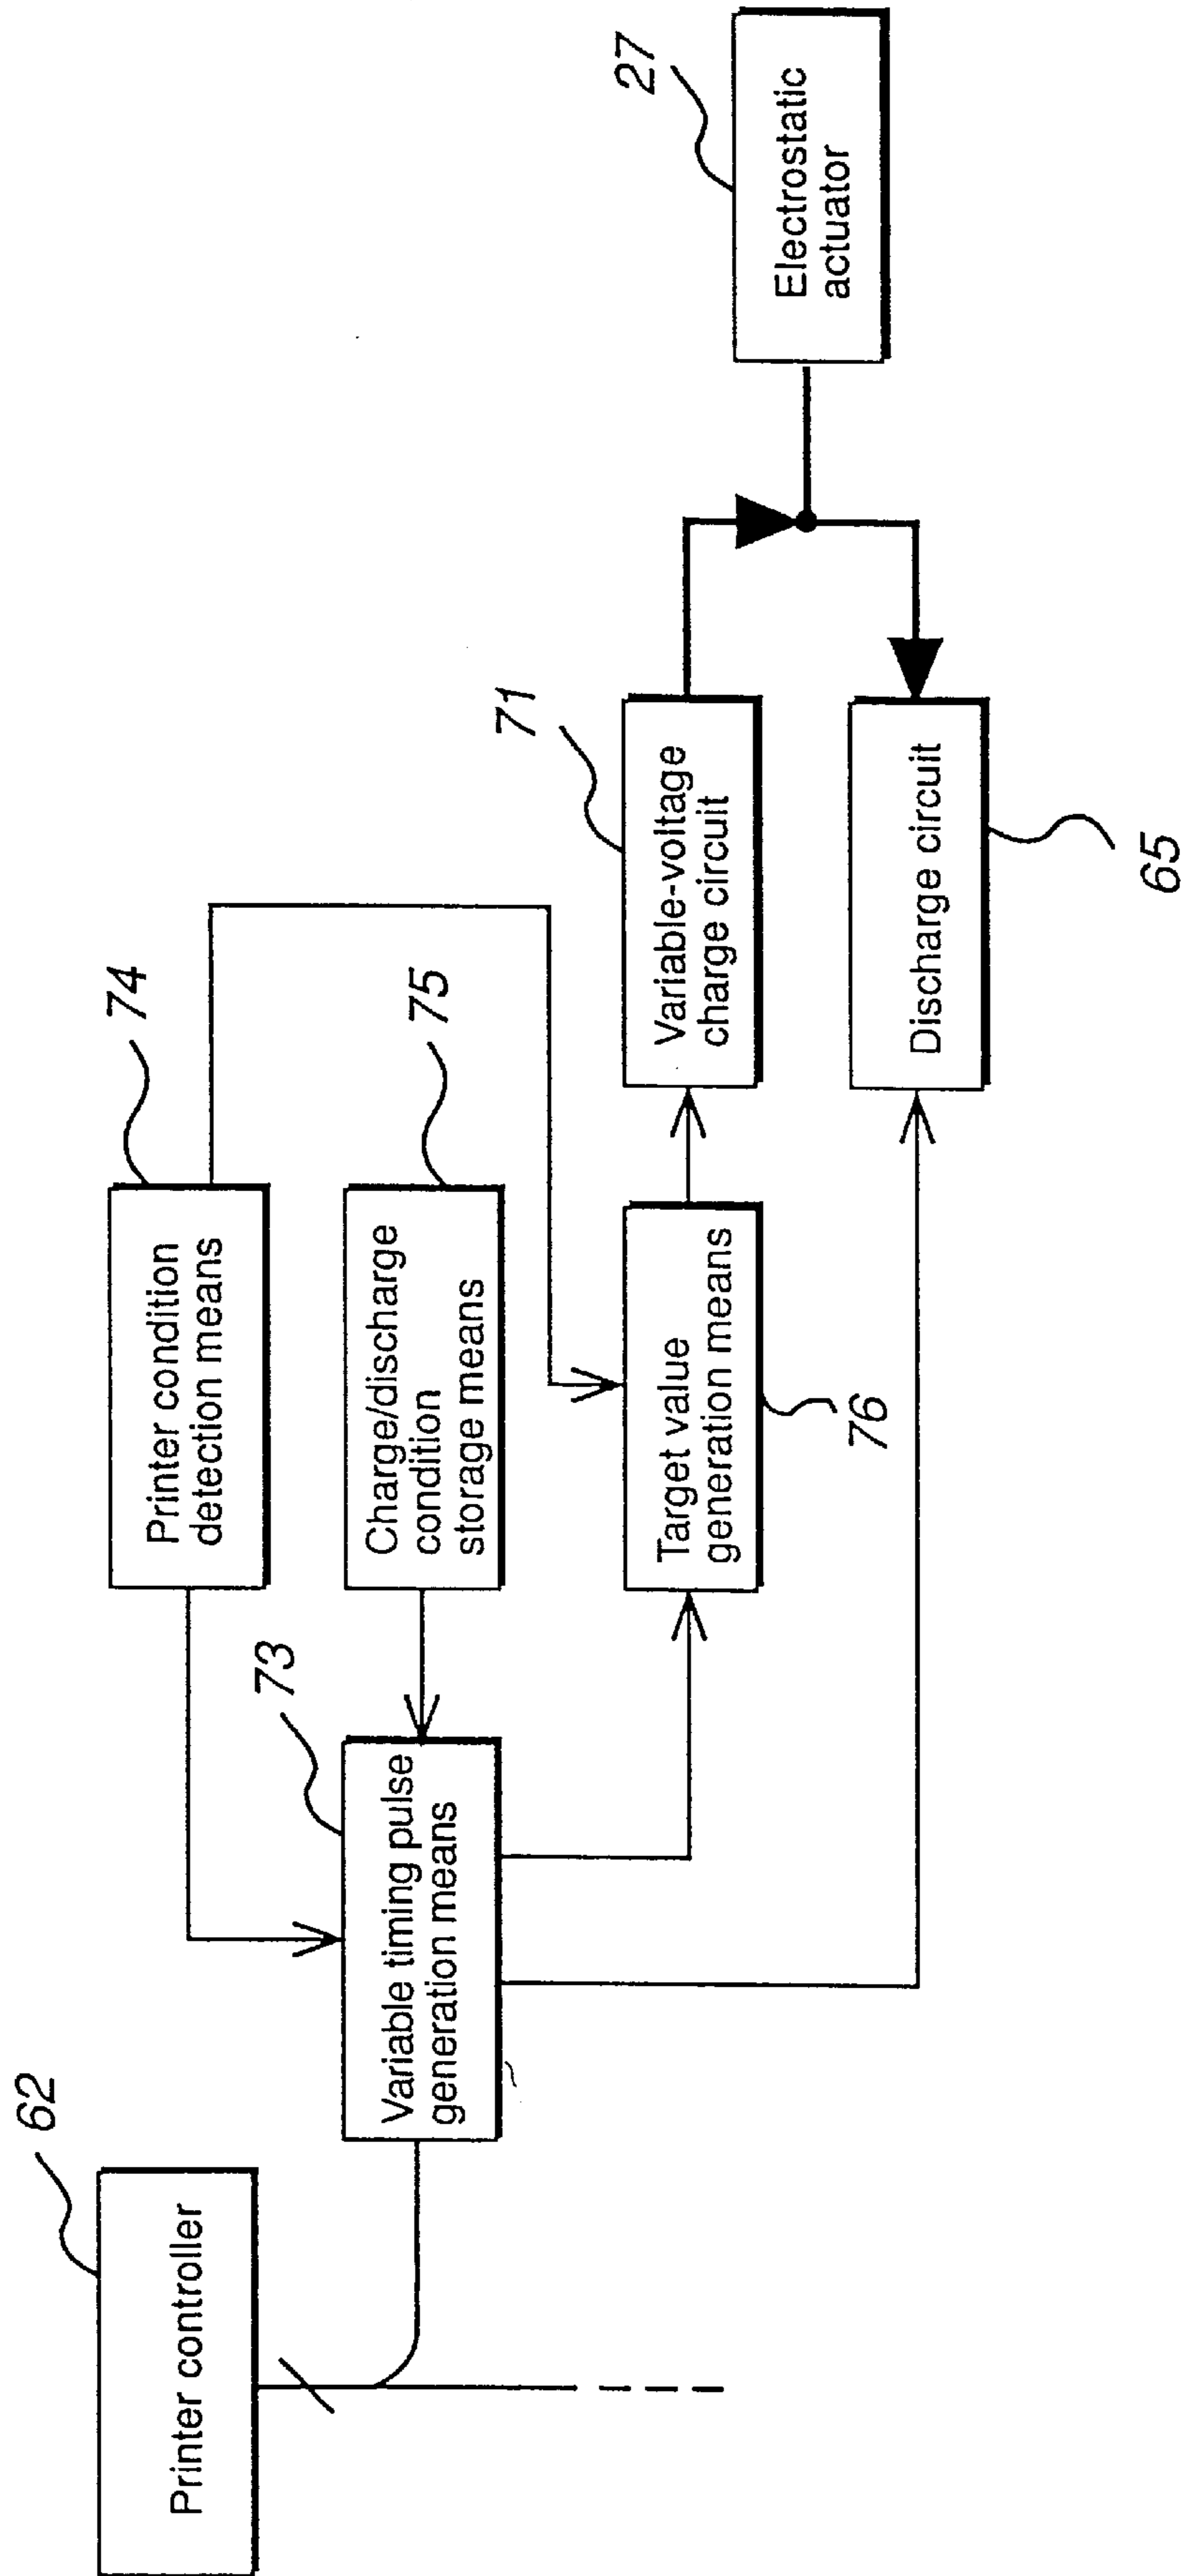 62
Printer controller
74
Printer condition
detection means
73
Variable timing pulse
generation means
75
Charge/discharge
condition
storage means
Target value
generation means
76
71
Variable-voltage
charge circuit
Discharge circuit
65
27
Electrostatic
actuator